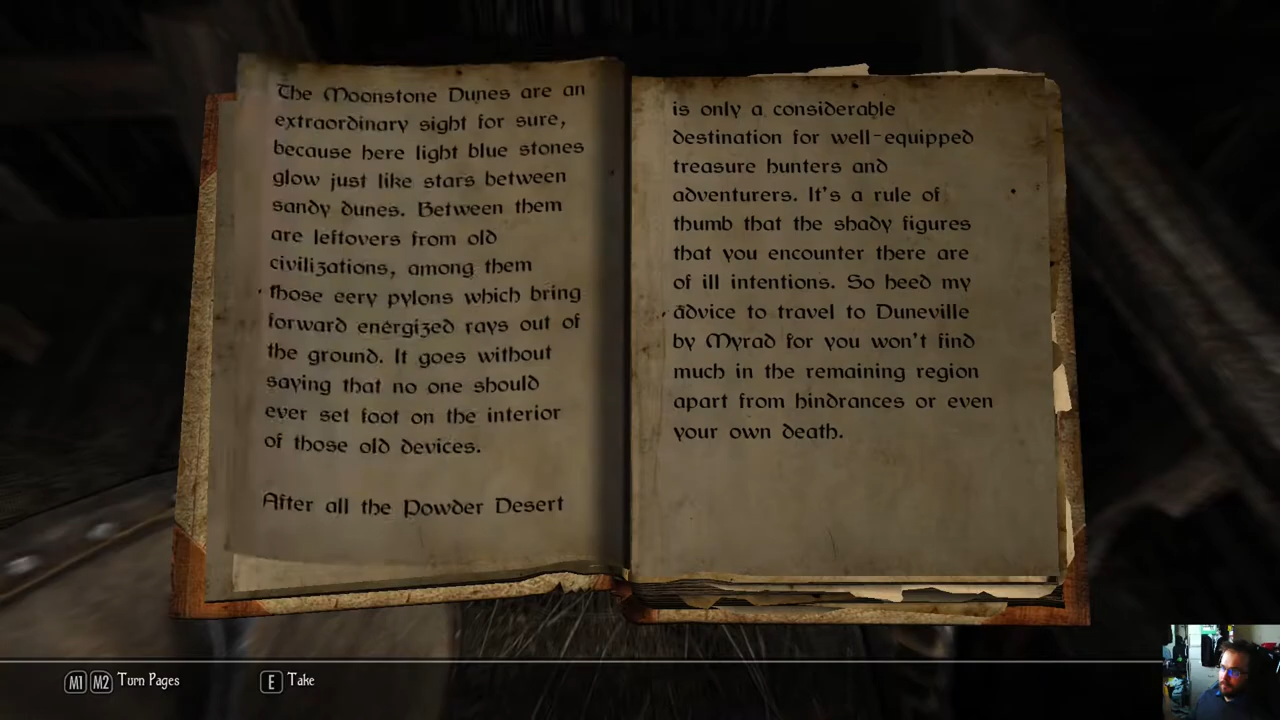 The Moonstone Dunes are an
extraordinary sight for sure,
because here light blue stones
glow just like stars between
sandy dunes. Between them
are leftovers from old
civilizations, among them
those eery pylons which bring
forward energized rays out of
the ground. It goes without
saying that no one should
ever set foot on the interior
of those old devices.
After all the Powder Desert
is only a considerable
destination for well-equipped
treasure hunters and
adventurers. It's a rule of
thumb that the shady figures
that you encounter there are
of ill intentions. So heed my
advice to travel to Duneville
by Myrad for you won't find
much in the remaining region
apart from hindrances or even
your own death.
M1 M2 Turn Pages
E Take